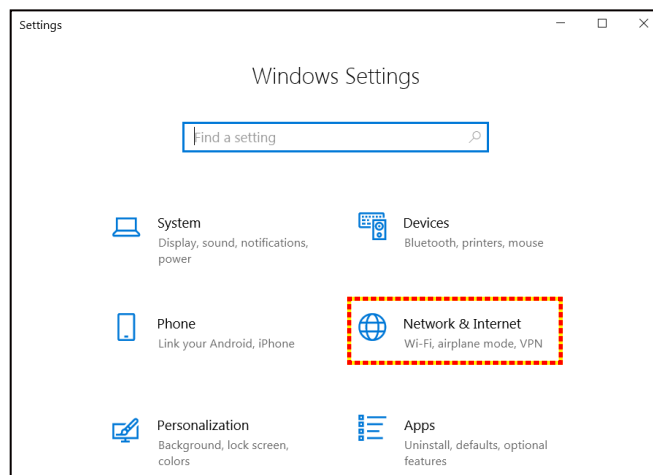 Settings
Windows Settings
Find a setting
System
Display, sound, notifications,
power
Devices
Bluetooth, printers, mouse
Phone
Link your Android, iPhone
Network & Internet
Wi-Fi, airplane mode, VPN
Personalization
Background, lock screen,
colors
Apps
Uninstall, defaults, optional
features